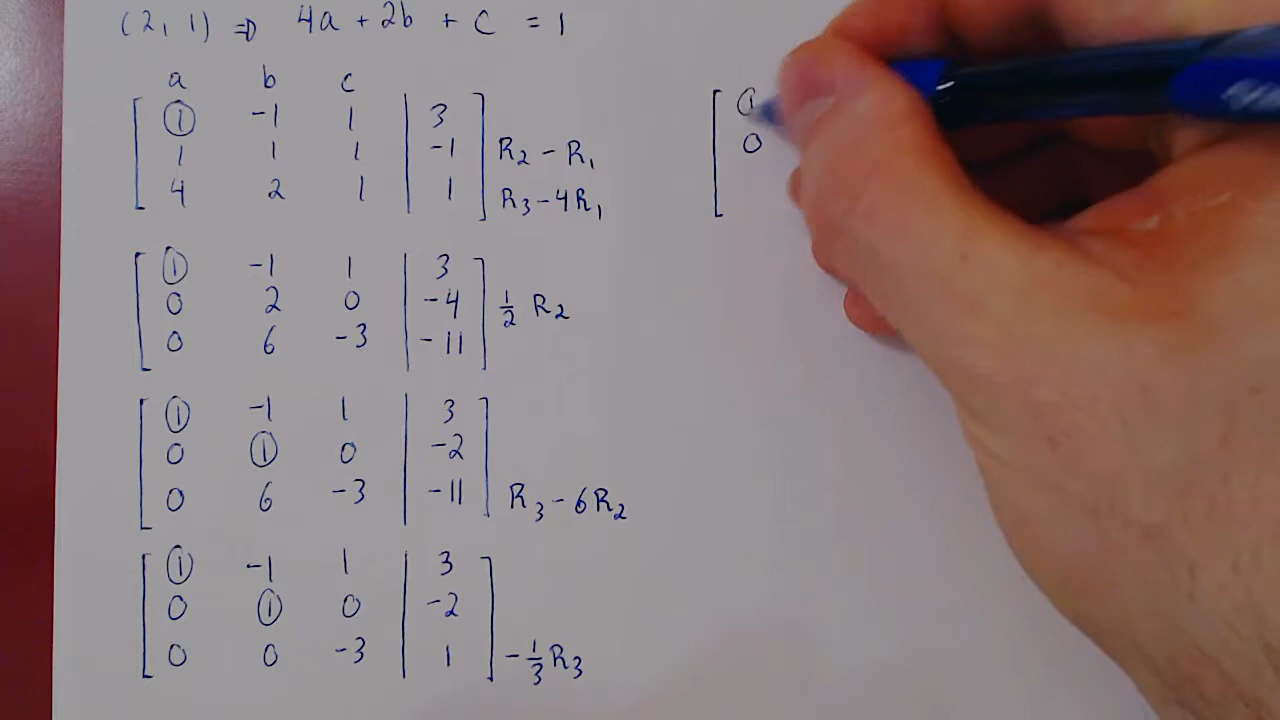 (2, 1) ⇒ 4a + 2b + c = 1
a b c
[ 1 -1 1 | 3 ]
[ 1 1 1 | -1 ] R₂ - R₁
[ 4 2 1 | 1 ] R₃ - 4R₁
[ 1 -1 1 | 3 ]
[ 0 2 0 | -4 ] ½ R₂
[ 0 6 -3 | -11 ]
[ 1 -1 1 | 3 ]
[ 0 1 0 | -2 ]
[ 0 6 -3 | -11 ] R₃ - 6R₂
[ 1 -1 1 | 3 ]
[ 0 1 0 | -2 ]
[ 0 0 -3 | 1 ] -⅓R₃
[ 1
[ 0